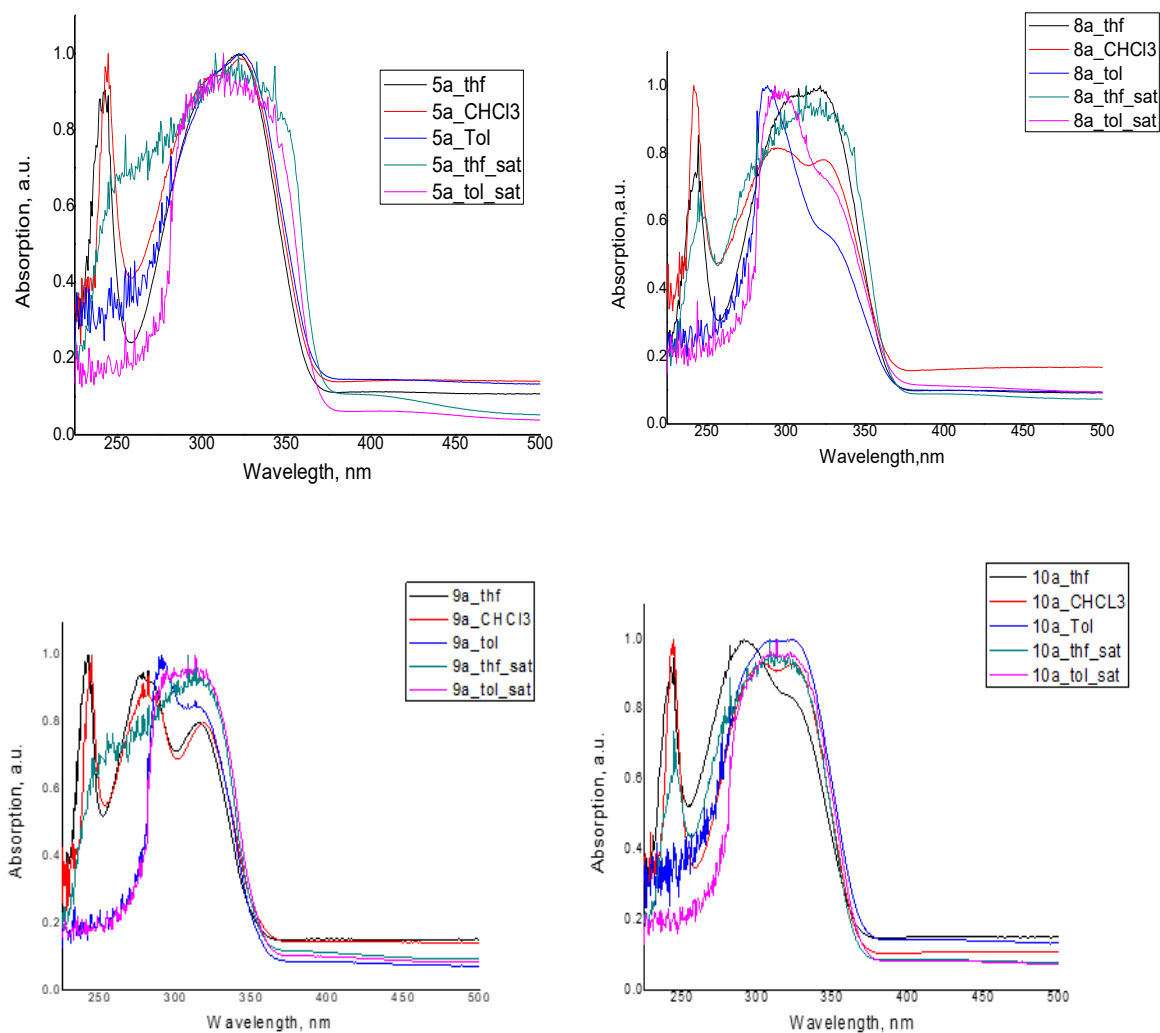 5a_thf
5a_CHCl3
5a_Tol
5a_thf_sat
5a_tol_sat
Absorption, a.u.
1.0
0.8
0.6
0.4
0.2
0.0
250 300 350 400 450 500
Wavelegth, nm
8a_thf
8a_CHCl3
8a_tol
8a_thf_sat
8a_tol_sat
Absorption,a.u.
1.0
0.8
0.6
0.4
0.2
0.0
250 300 350 400 450 500
Wavelength,nm
9a_thf
9a_CHCl3
9a_tol
9a_thf_sat
9a_tol_sat
Absorption, a.u.
1.0
0.8
0.6
0.4
0.2
0.0
250 300 350 400 450 500
Wavelength, nm
10a_thf
10a_CHCL3
10a_Tol
10a_thf_sat
10a_tol_sat
Absorption, a.u.
1.0
0.8
0.6
0.4
0.2
0.0
250 300 350 400 450 500
Wavelength, nm